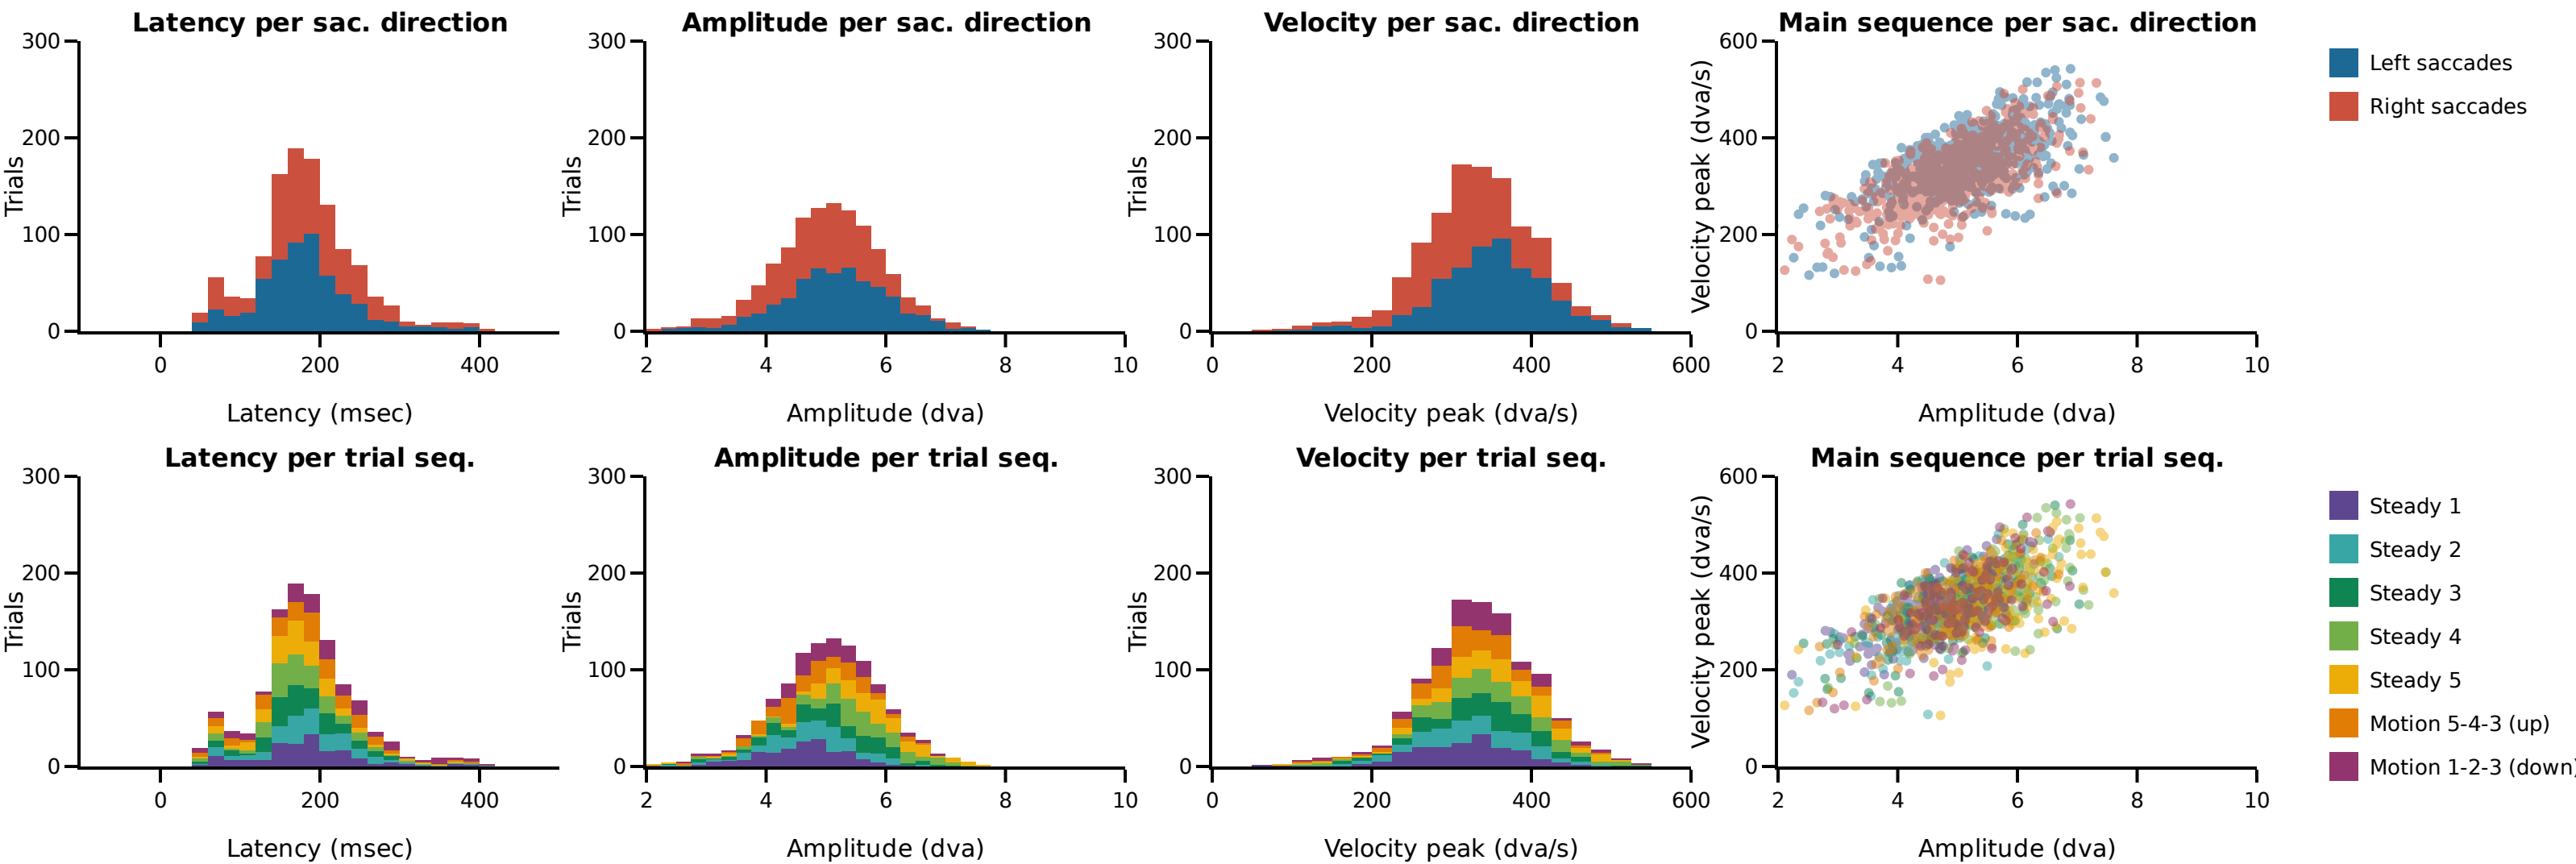 Latency per sac. direction
300
200
100
0
Trials
0 200 400
Latency (msec)
Amplitude per sac. direction
300
200
100
0
Trials
2 4 6 8 10
Amplitude (dva)
Velocity per sac. direction
300
200
100
0
Trials
0 200 400 600
Velocity peak (dva/s)
Main sequence per sac. direction
600
400
200
0
Velocity peak (dva/s)
2 4 6 8 10
Amplitude (dva)
Left saccades
Right saccades
Latency per trial seq.
300
200
100
0
Trials
0 200 400
Latency (msec)
Amplitude per trial seq.
300
200
100
0
Trials
2 4 6 8 10
Amplitude (dva)
Velocity per trial seq.
300
200
100
0
Trials
0 200 400 600
Velocity peak (dva/s)
Main sequence per trial seq.
600
400
200
0
Velocity peak (dva/s)
2 4 6 8 10
Amplitude (dva)
Steady 1
Steady 2
Steady 3
Steady 4
Steady 5
Motion 5-4-3 (up)
Motion 1-2-3 (down)